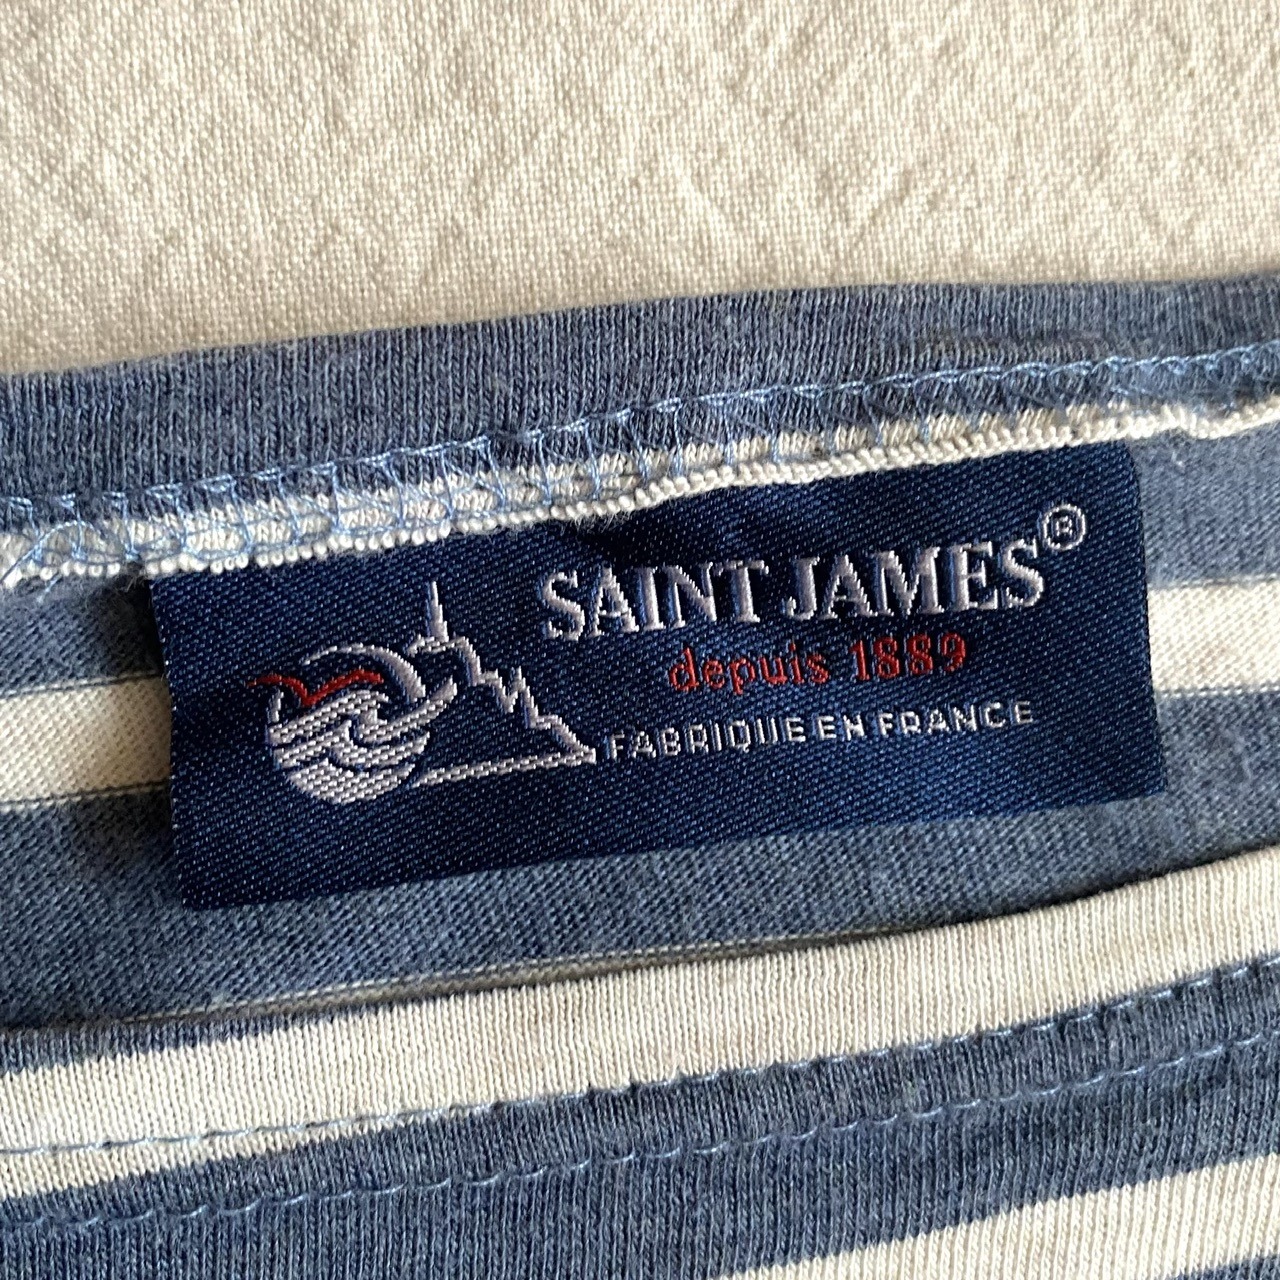 SAINT JAMES®
depuis 1889
FABRIQUE EN FRANCE